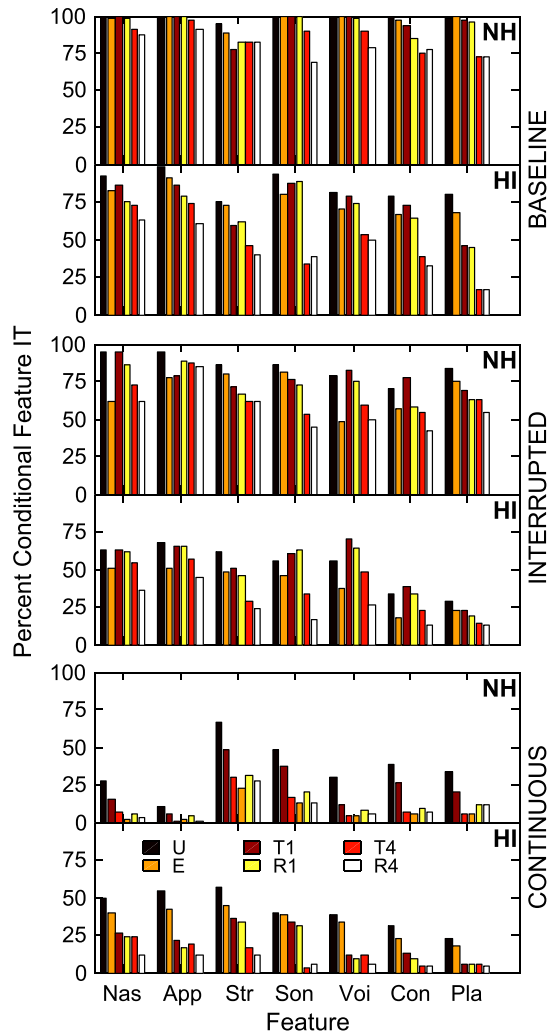 100
75
50
25
0
NH
75
50
25
0
HI
BASELINE
Percent Conditional Feature IT
100
75
50
25
0
NH
75
50
25
0
HI
INTERRUPTED
100
75
50
25
0
NH
75
50
25
0
HI
CONTINUOUS
U T1 T4
E R1 R4
Nas App Str Son Voi Con Pla
Feature